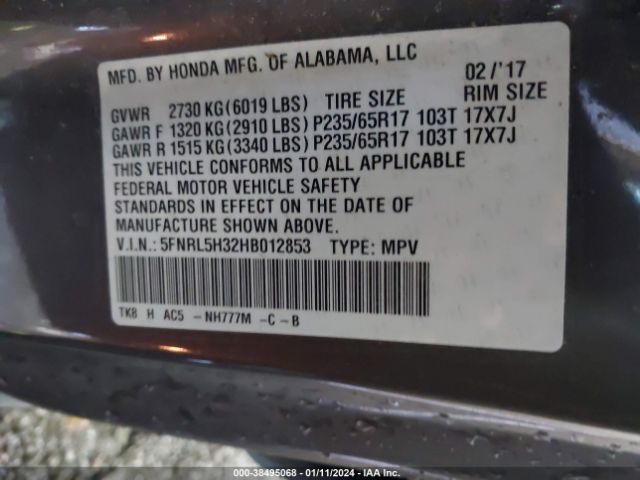 MFD. BY HONDA MFG. OF ALABAMA, LLC 02/'17
GVWR 2730 KG(6019 LBS) TIRE SIZE RIM SIZE
GAWR F 1320 KG(2910 LBS)P235/65R17 103T 17X7J
GAWR R 1515 KG(3340 LBS)P235/65R17 103T 17X7J
THIS VEHICLE CONFORMS TO ALL APPLICABLE
FEDERAL MOTOR VEHICLE SAFETY
STANDARDS IN EFFECT ON THE DATE OF
MANUFACTURE SHOWN ABOVE.
V.I.N.: 5FNRL5H32HB012853 TYPE: MPV
TK8 H AC5 -NH777M -C -B
000-38495068 - 01/11/2024 - IAA Inc.